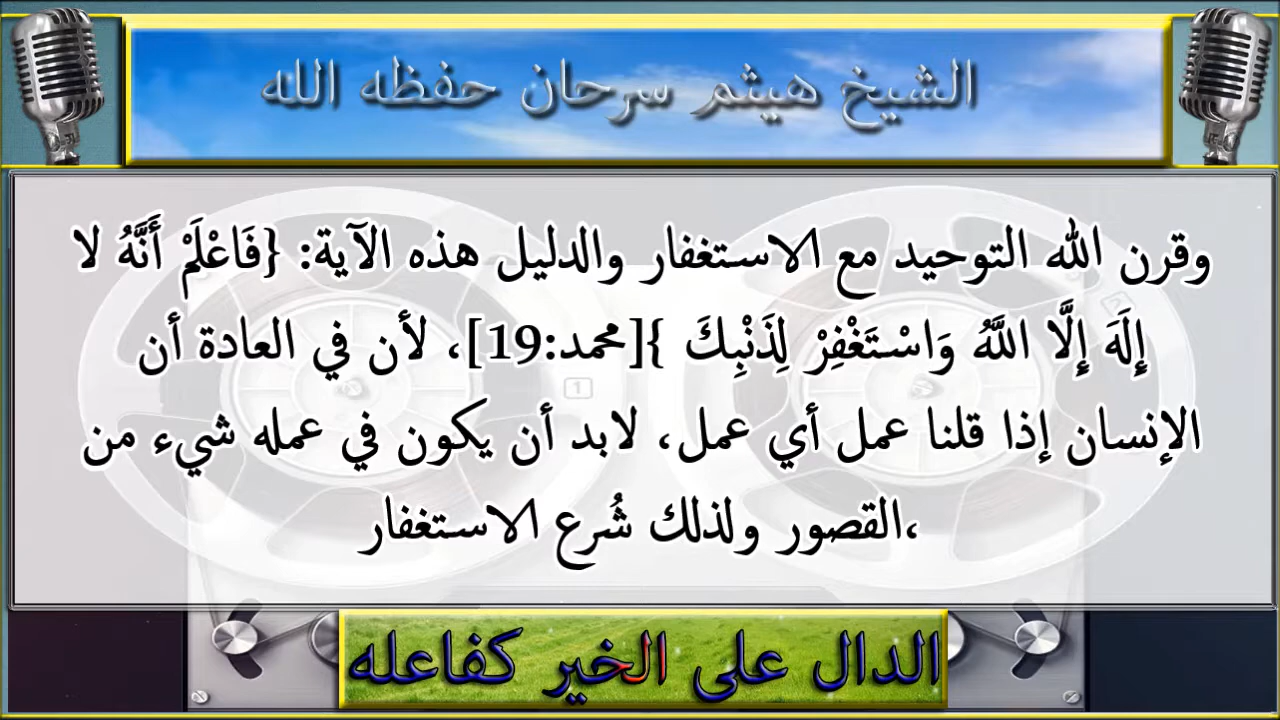 الشيخ هيثم سرحان حفظه الله
وقرن الله التوحيد مع الاستغفار والدليل هذه الآية: {فَاعْلَمْ أَنَّهُ لا
إِلَهَ إِلَّا اللَّهُ وَاسْتَغْفِرْ لِذَنْبِكَ }[محمد:19]، لأن في العادة أن
الإنسان إذا قلنا عمل أي عمل، لابد أن يكون في عمله شيء من
،القصور ولذلك شُرع الاستغفار
1
2
الدال على الخير كفاعله